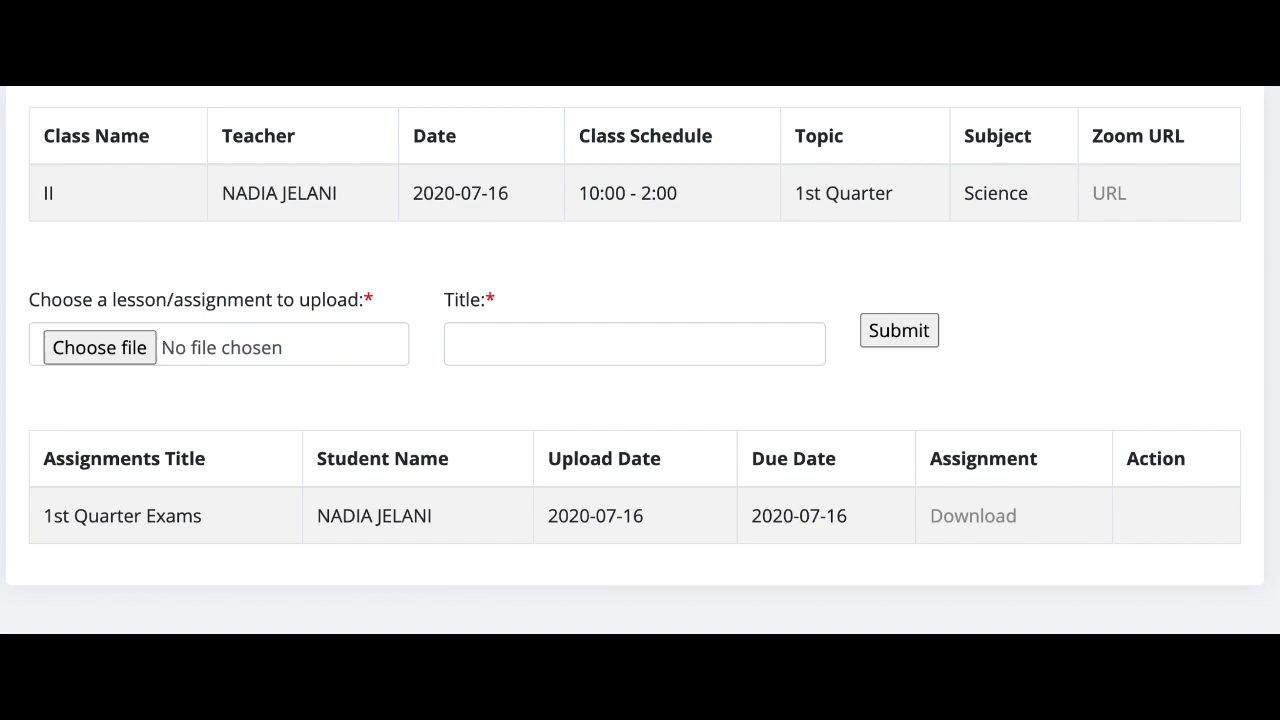 Class Name Teacher Date Class Schedule Topic Subject Zoom URL
II NADIA JELANI 2020-07-16 10:00 - 2:00 1st Quarter Science URL
Choose a lesson/assignment to upload:* Title:*
Choose file No file chosen Submit
Assignments Title Student Name Upload Date Due Date Assignment Action
1st Quarter Exams NADIA JELANI 2020-07-16 2020-07-16 Download